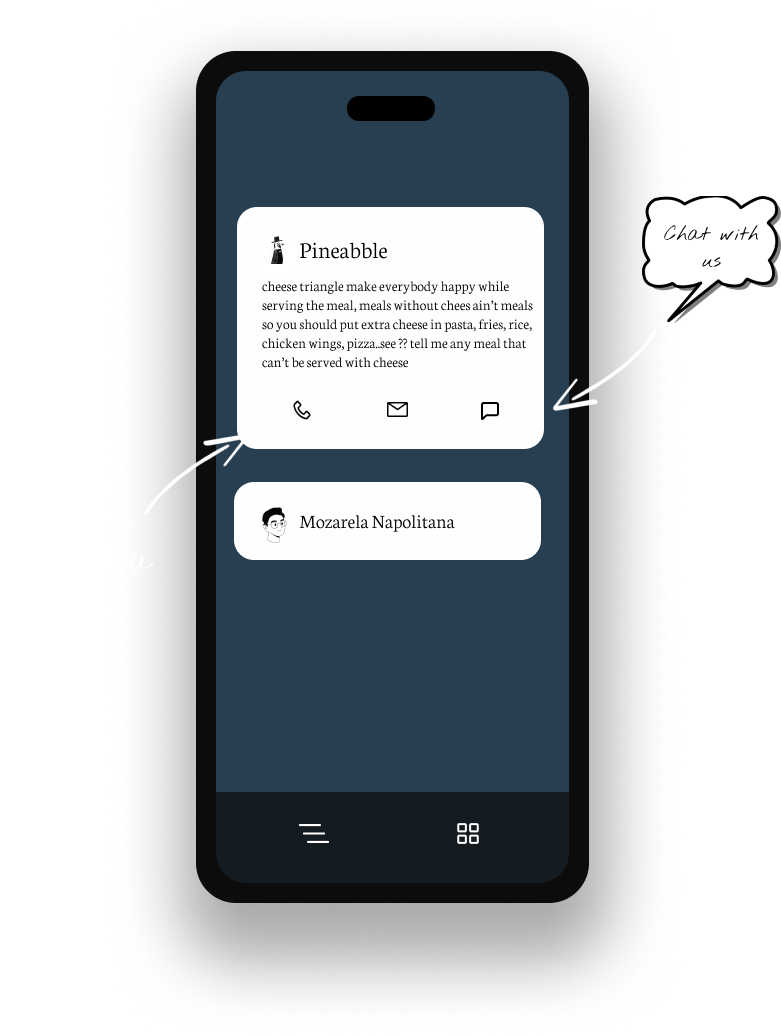 Chat with
us
Pineabble
cheese triangle make everybody happy while
serving the meal, meals without chees ain't meals
so you should put extra cheese in pasta, fries, rice,
chicken wings, pizza..see ?? tell me any meal that
can't be served with cheese
Mozarela Napolitana